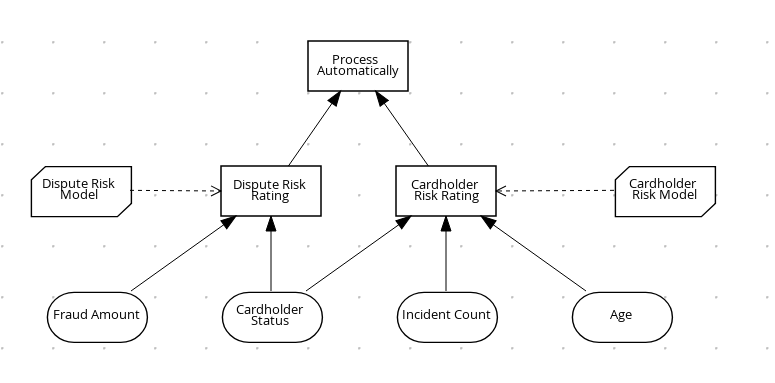 Process
Automatically
Dispute Risk
Model
Dispute Risk
Rating
Cardholder
Risk Rating
Cardholder
Risk Model
Fraud Amount
Cardholder
Status
Incident Count
Age